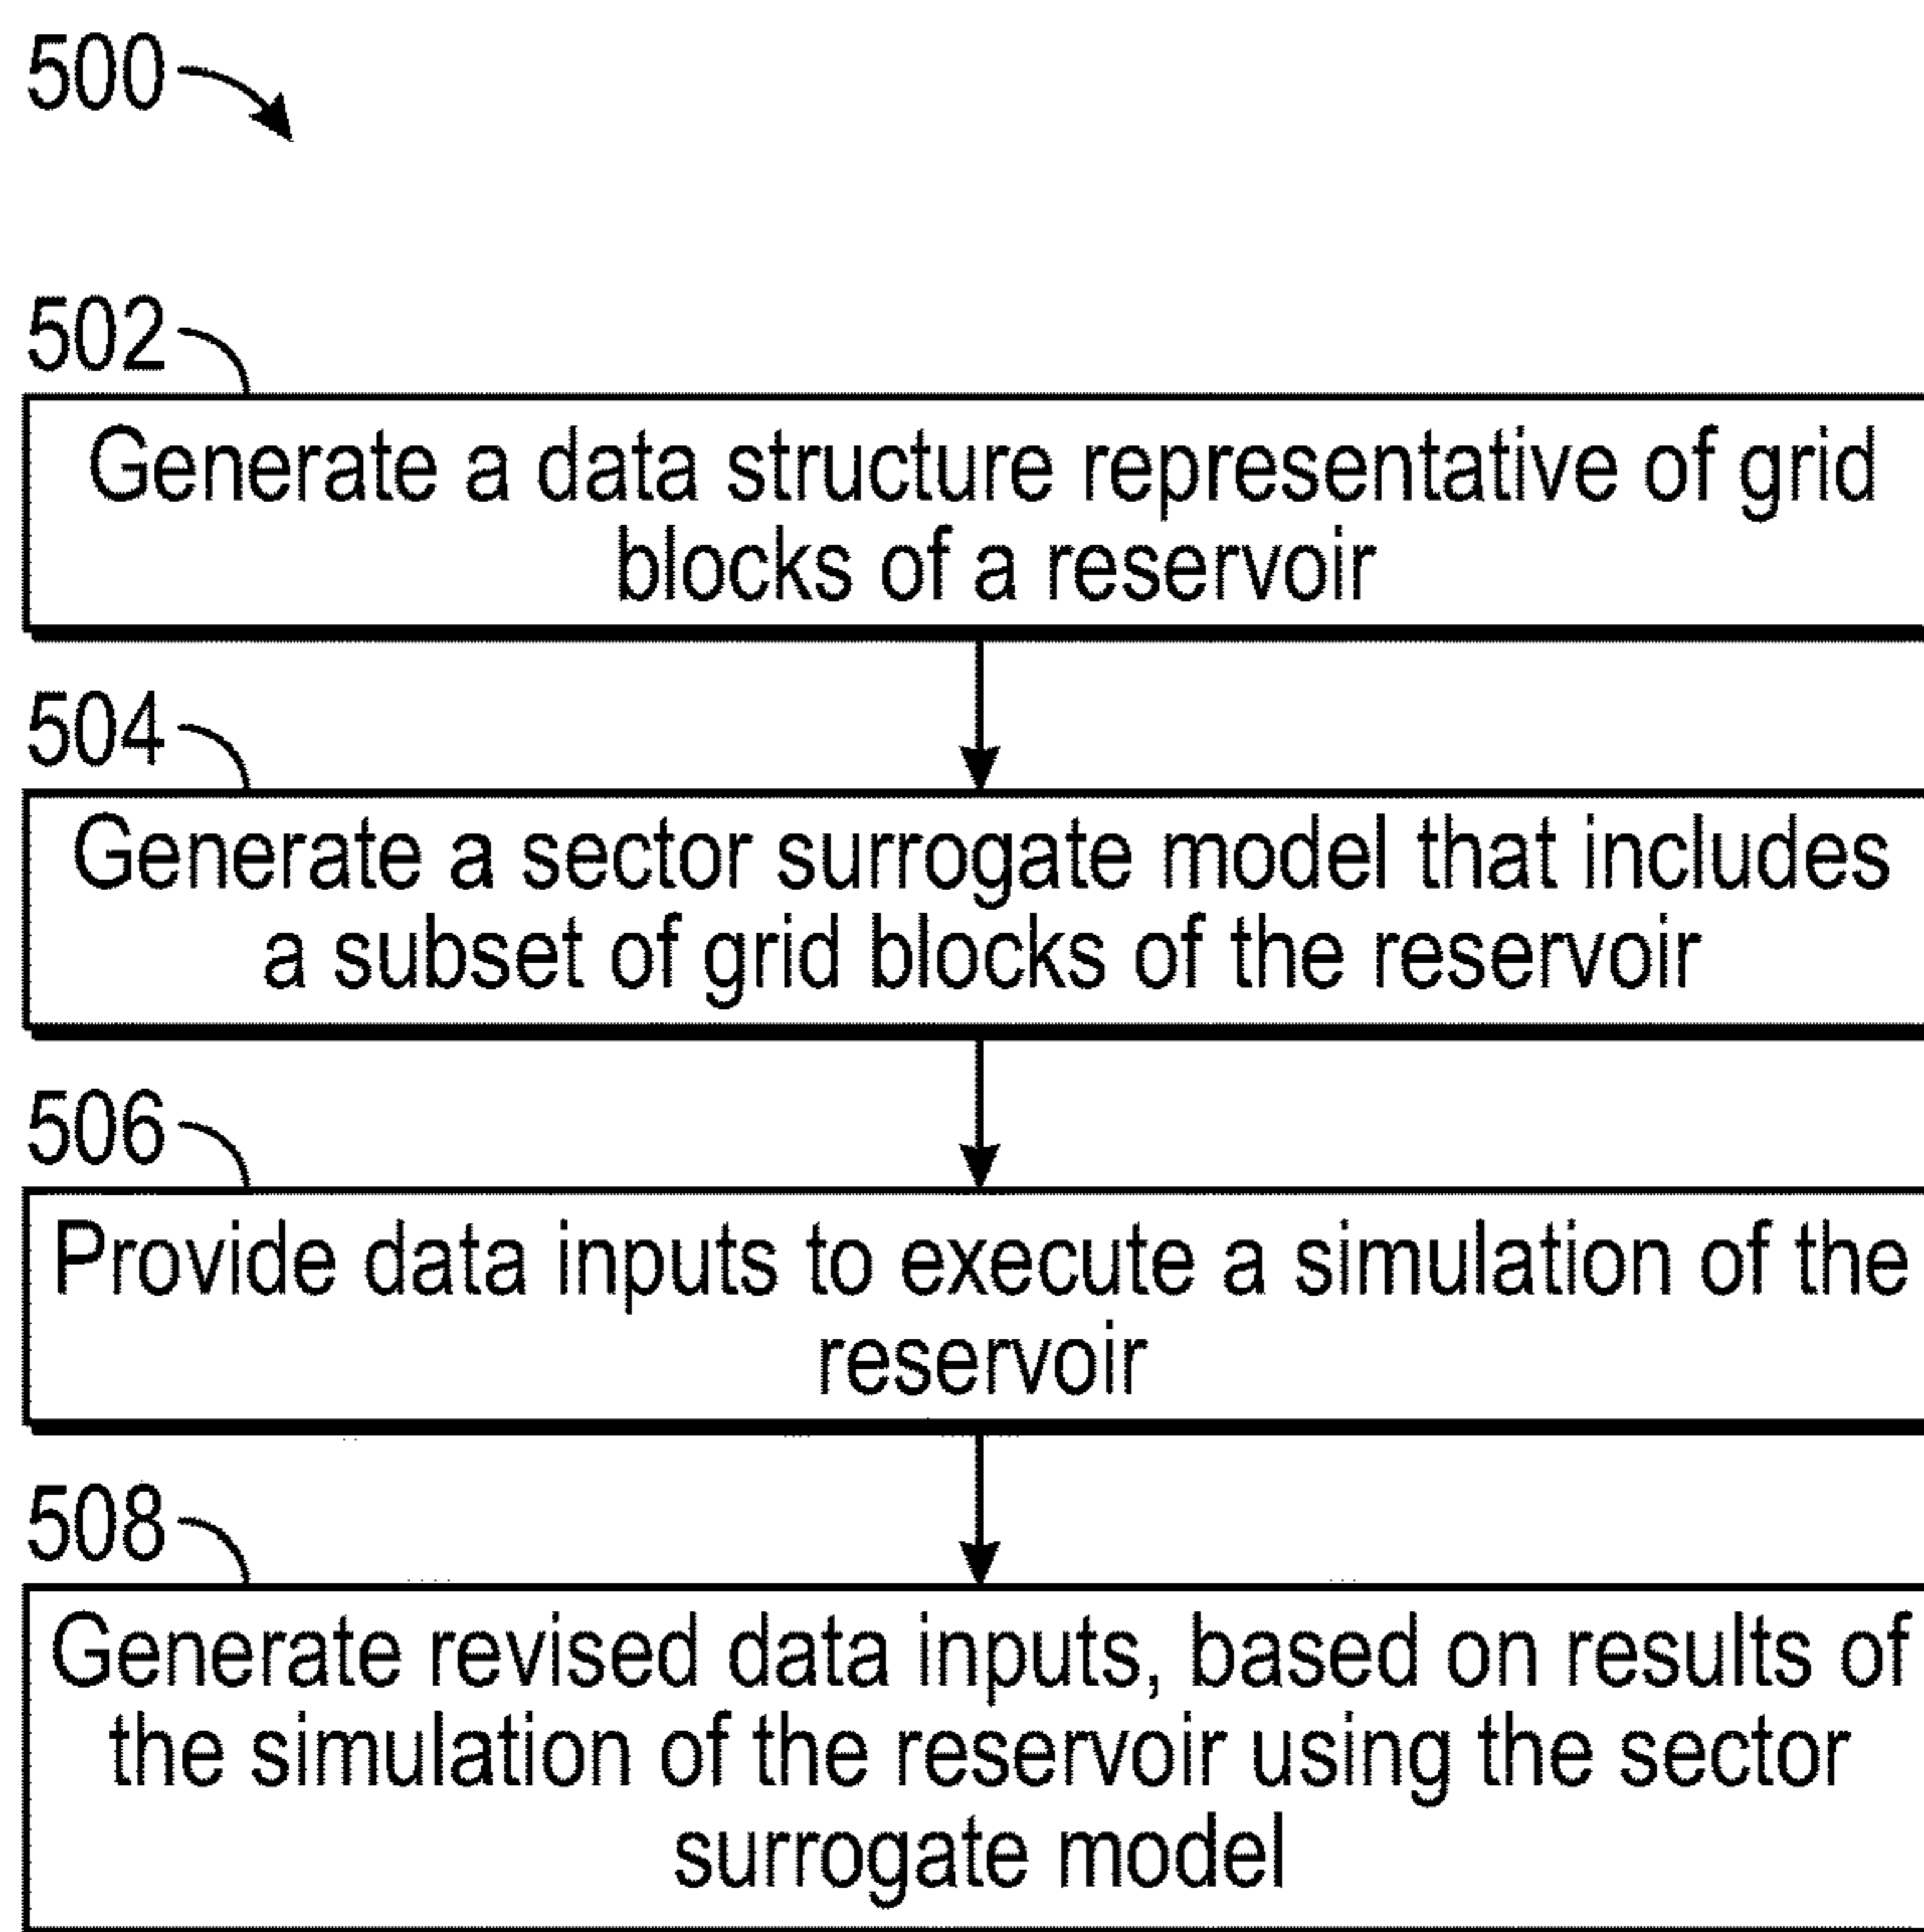 500
502
Generate a data structure representative of grid
blocks of a reservoir
504
Generate a sector surrogate model that includes
a subset of grid blocks of the reservoir
506
Provide data inputs to execute a simulation of the
reservoir
508
Generate revised data inputs, based on results of
the simulation of the reservoir using the sector
surrogate model